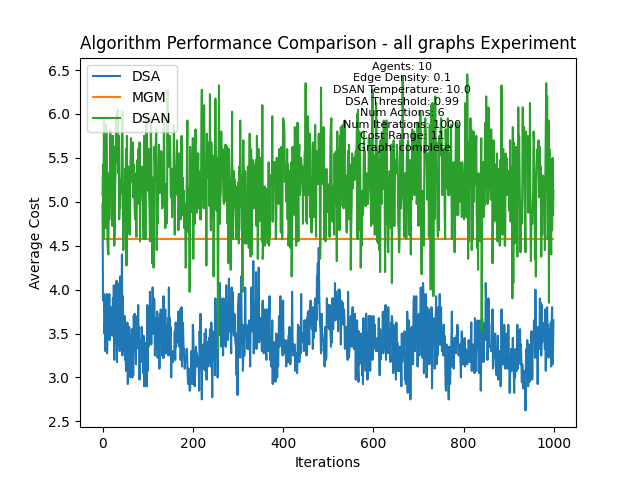 Algorithm Performance Comparison - all graphs Experiment
DSA
MGM
DSAN
Agents: 10
Edge Density: 0.1
DSAN Temperature: 10.0
DSA Threshold: 0.99
Num Actions: 6
Num Iterations: 1000
Cost Range: 11
Graph: complete
Average Cost
6.5
6.0
5.5
5.0
4.5
4.0
3.5
3.0
2.5
0
200
400
600
800
1000
Iterations